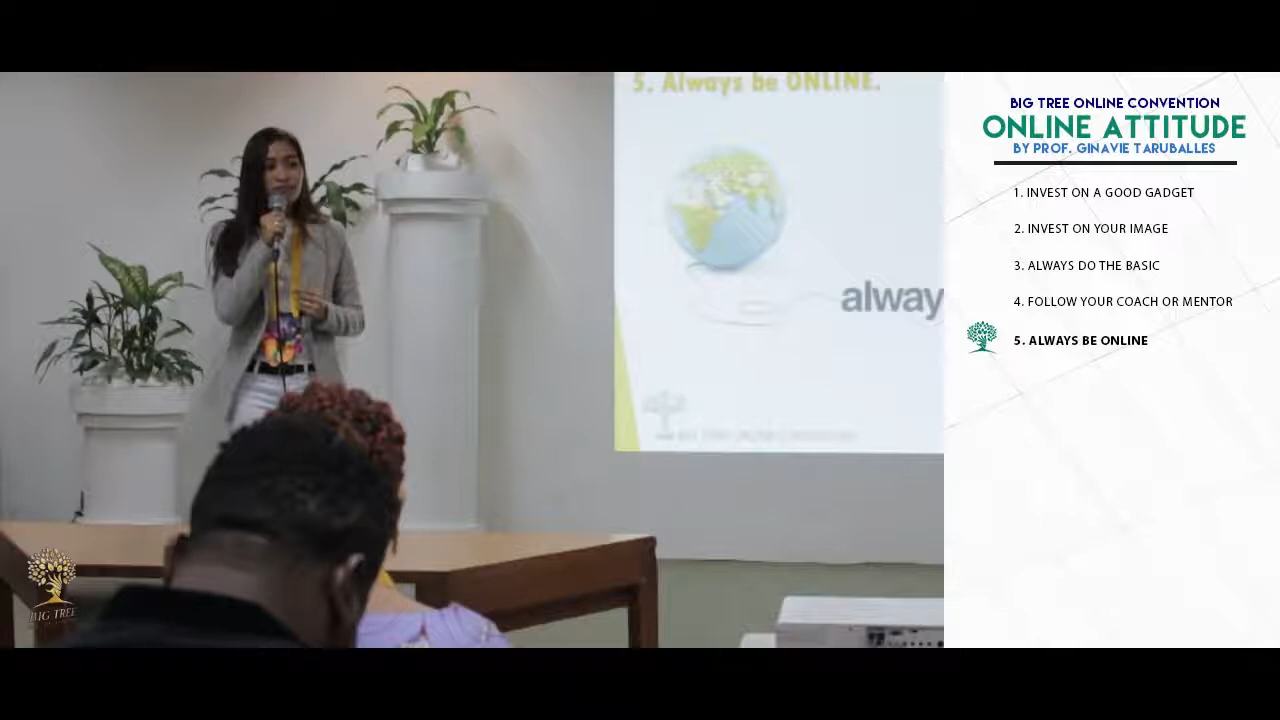 5. Always be ONLINE.
alway
BIG TREE
BIG TREE ONLINE CONVENTION
ONLINE ATTITUDE
BY PROF. GINAVIE TARUBALLES
1. INVEST ON A GOOD GADGET
2. INVEST ON YOUR IMAGE
3. ALWAYS DO THE BASIC
4. FOLLOW YOUR COACH OR MENTOR
5. ALWAYS BE ONLINE